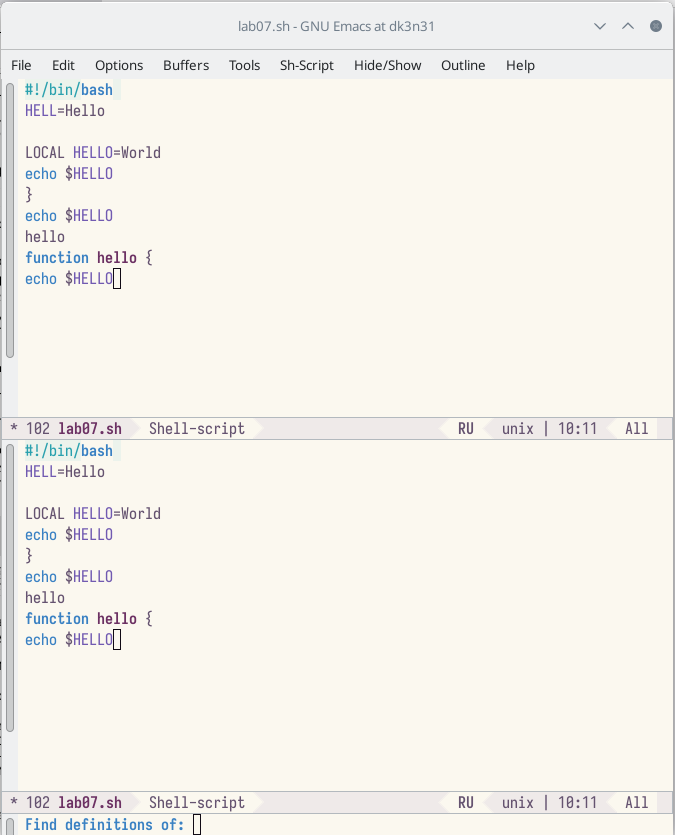 lab07.sh - GNU Emacs at dk3n31
File Edit Options Buffers Tools Sh-Script Hide/Show Outline Help
#!/bin/bash
HELL=Hello
LOCAL HELLO=World
echo $HELLO
}
echo $HELLO
hello
function hello {
echo $HELLO
* 102 lab07.sh Shell-script RU unix | 10:11 All
#!/bin/bash
HELL=Hello
LOCAL HELLO=World
echo $HELLO
}
echo $HELLO
hello
function hello {
echo $HELLO
* 102 lab07.sh Shell-script RU unix | 10:11 All
Find definitions of: